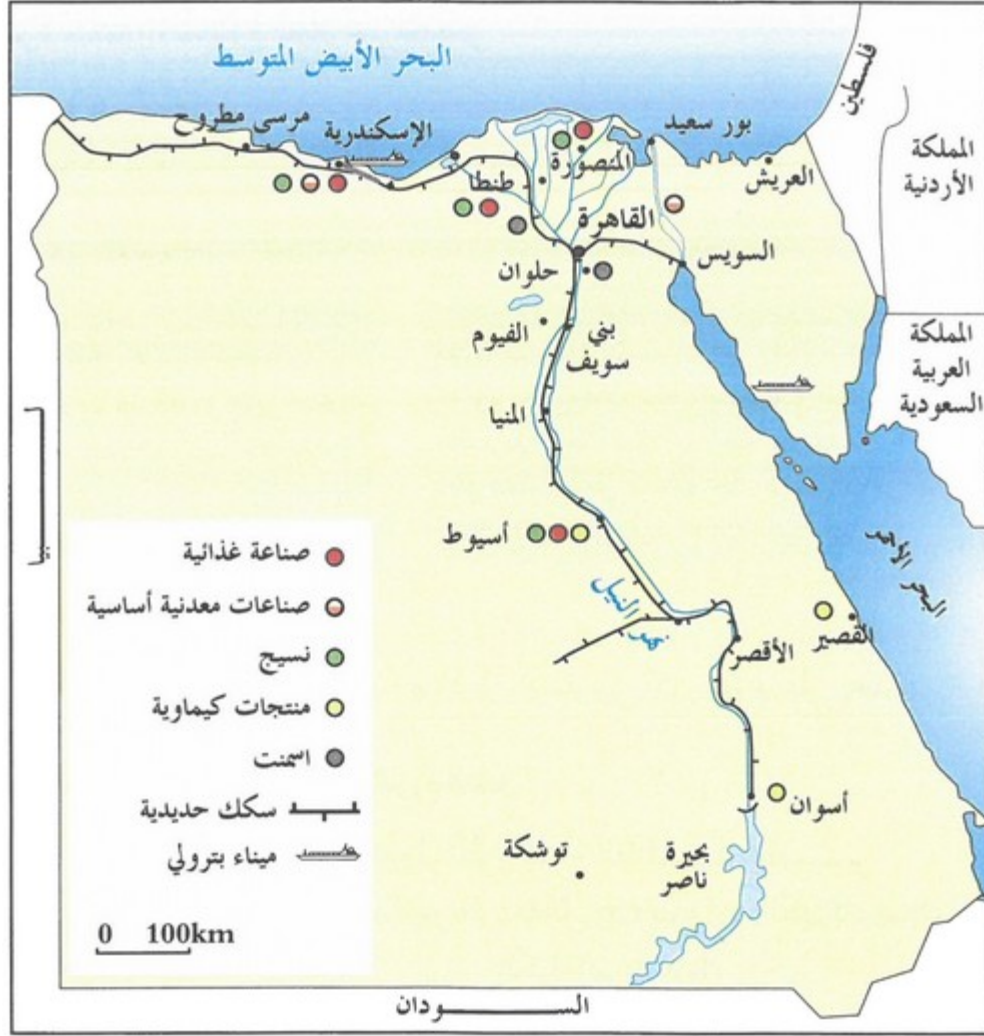 البحر الأبيض المتوسط
فلسطين
مرسى مطروح
الإسكندرية
بور سعيد
المملكة
الأردنية
المنصورة
العريش
طنطا
القاهرة
السويس
حلوان
المملكة
العربية
السعودية
الفيوم
بني
سويف
المنيا
ليبيا
أسيوط
البحر الأحمر
نهر النيل
القصير
الأقصر
أسوان
توشكة
بحيرة
ناصر
صناعة غذائية
صناعات معدنية أساسية
نسيج
منتجات كيماوية
اسمنت
سكك حديدية
ميناء بترولي
0 100km
الســـودان